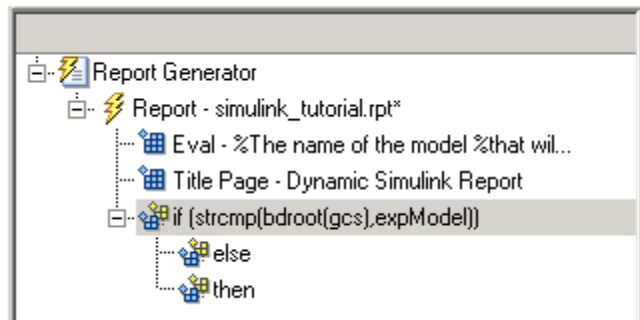 Report Generator
Report - simulink_tutorial.rpt*
Eval - %The name of the model %that wil...
Title Page - Dynamic Simulink Report
if (strcmp(bdroot(gcs),expModel))
else
then